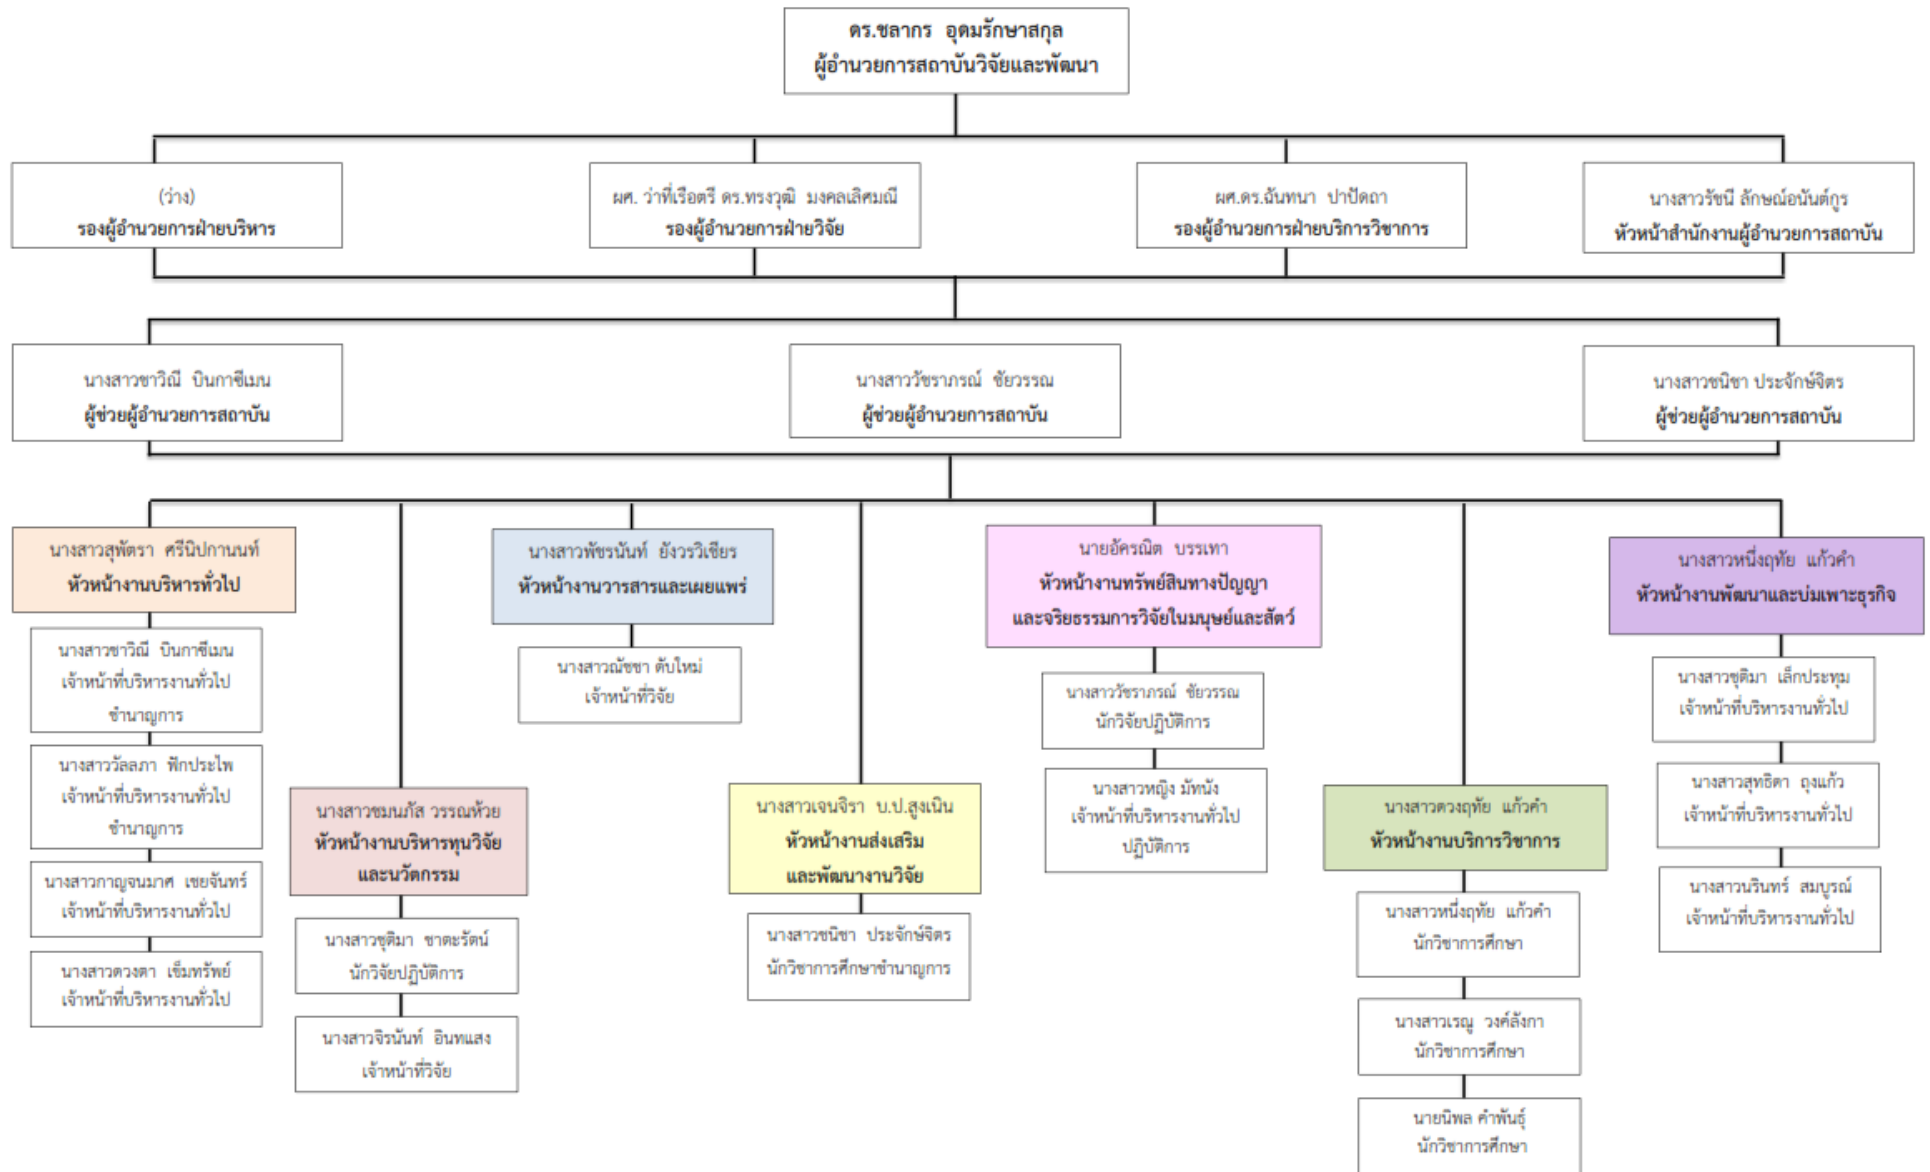 ดร.ชลากร อุดมรักษาสกุล
ผู้อำนวยการสถาบันวิจัยและพัฒนา
(ว่าง)
รองผู้อำนวยการฝ่ายบริหาร
ผศ. ว่าที่เรือตรี ดร.ทรงวุฒิ มงคลเลิศมณี
รองผู้อำนวยการฝ่ายวิจัย
ผศ.ดร.ฉันทนา ปาปัดถา
รองผู้อำนวยการฝ่ายบริการวิชาการ
นางสาวรัชนี ลักษณ์อนันต์กูร
หัวหน้าสำนักงานผู้อำนวยการสถาบัน
นางสาวซาวีณี บินกาซีเมน
ผู้ช่วยผู้อำนวยการสถาบัน
นางสาววัชราภรณ์ ชัยวรรณ
ผู้ช่วยผู้อำนวยการสถาบัน
นางสาวชนิชา ประจักษ์จิตร
ผู้ช่วยผู้อำนวยการสถาบัน
นางสาวสุพัตรา ศรีนิปกานนท์
หัวหน้างานบริหารทั่วไป
นางสาวซาวีณี บินกาซีเมน
เจ้าหน้าที่บริหารงานทั่วไป
ชำนาญการ
นางสาววัลลภา ฟักประไพ
เจ้าหน้าที่บริหารงานทั่วไป
ชำนาญการ
นางสาวกาญจนมาศ เชยจันทร์
เจ้าหน้าที่บริหารงานทั่วไป
นางสาวดวงตา เข็มทรัพย์
เจ้าหน้าที่บริหารงานทั่วไป
นางสาวชมนภัส วรรณห้วย
หัวหน้างานบริหารทุนวิจัย
และนวัตกรรม
นางสาวชุติมา ชาตะรัตน์
นักวิจัยปฏิบัติการ
นางสาวจิรนันท์ อินทแสง
เจ้าหน้าที่วิจัย
นางสาวพัชรนันท์ ยังวรวิเชียร
หัวหน้างานวารสารและเผยแพร่
นางสาวณัชชา ดับใหม่
เจ้าหน้าที่วิจัย
นางสาวเจนจิรา บ.ป.สูงเนิน
หัวหน้างานส่งเสริม
และพัฒนางานวิจัย
นางสาวชนิชา ประจักษ์จิตร
นักวิชาการศึกษาชำนาญการ
นายอัครณิต บรรเทา
หัวหน้างานทรัพย์สินทางปัญญา
และจริยธรรมการวิจัยในมนุษย์และสัตว์
นางสาววัชราภรณ์ ชัยวรรณ
นักวิจัยปฏิบัติการ
นางสาวหญิง มัทนัง
เจ้าหน้าที่บริหารงานทั่วไป
ปฏิบัติการ
นางสาวดวงฤทัย แก้วคำ
หัวหน้างานบริการวิชาการ
นางสาวหนึ่งฤทัย แก้วคำ
นักวิชาการศึกษา
นางสาวเรณู วงค์ลังกา
นักวิชาการศึกษา
นายนิพล คำพันธุ์
นักวิชาการศึกษา
นางสาวหนึ่งฤทัย แก้วคำ
หัวหน้างานพัฒนาและบ่มเพาะธุรกิจ
นางสาวชุติมา เล็กประทุม
เจ้าหน้าที่บริหารงานทั่วไป
นางสาวสุทธิตา ถุงแก้ว
เจ้าหน้าที่บริหารงานทั่วไป
นางสาวนรินทร์ สมบูรณ์
เจ้าหน้าที่บริหารงานทั่วไป